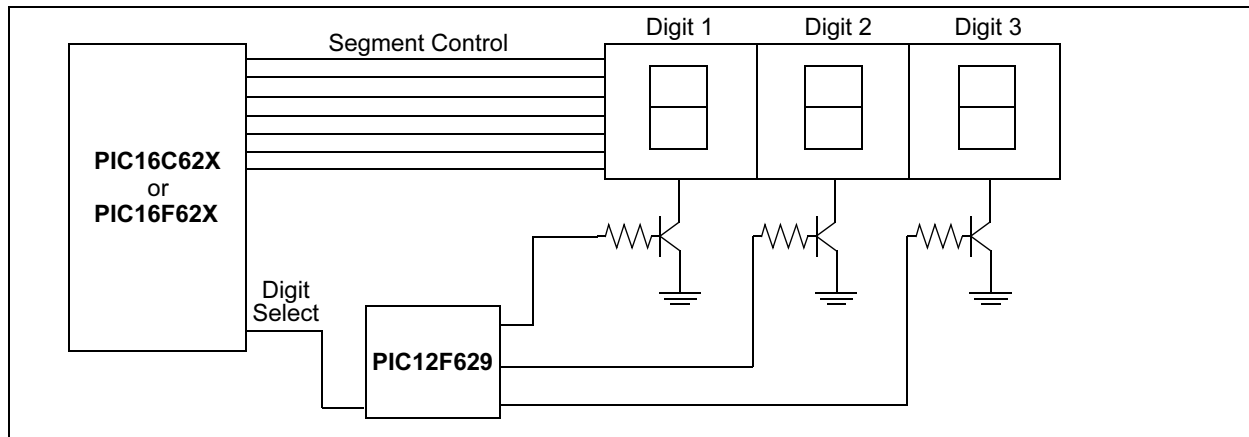 Segment Control
Digit 1
Digit 2
Digit 3
PIC16C62X
or
PIC16F62X
Digit
Select
PIC12F629